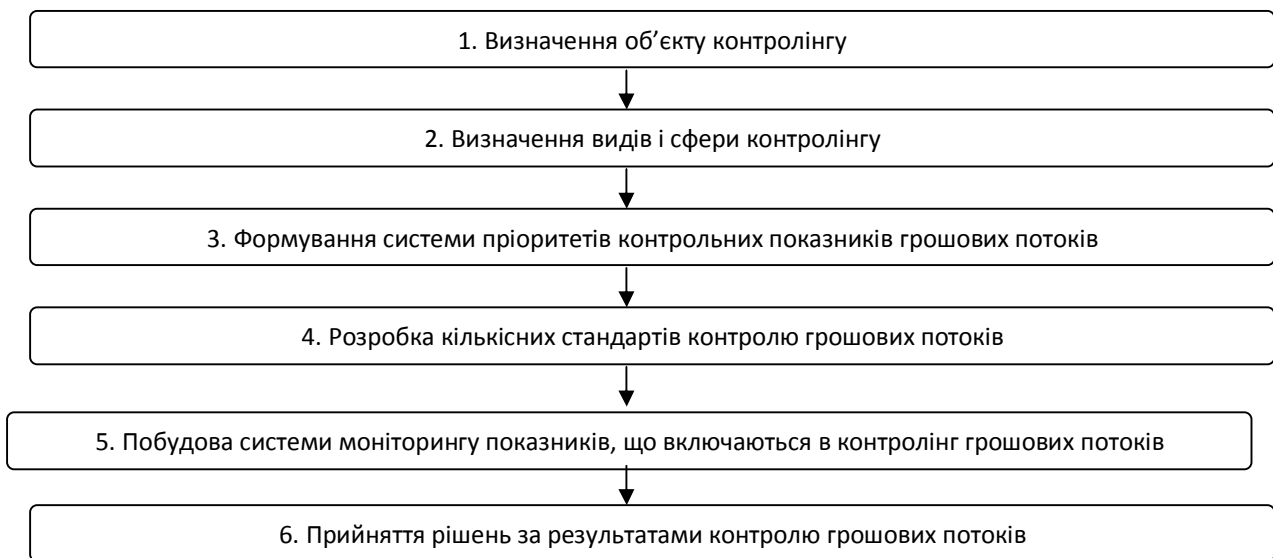 1. Визначення об’єкту контролінгу
2. Визначення видів і сфери контролінгу
3. Формування системи пріоритетів контрольних показників грошових потоків
4. Розробка кількісних стандартів контролю грошових потоків
5. Побудова системи моніторингу показників, що включаються в контролінг грошових потоків
6. Прийняття рішень за результатами контролю грошових потоків